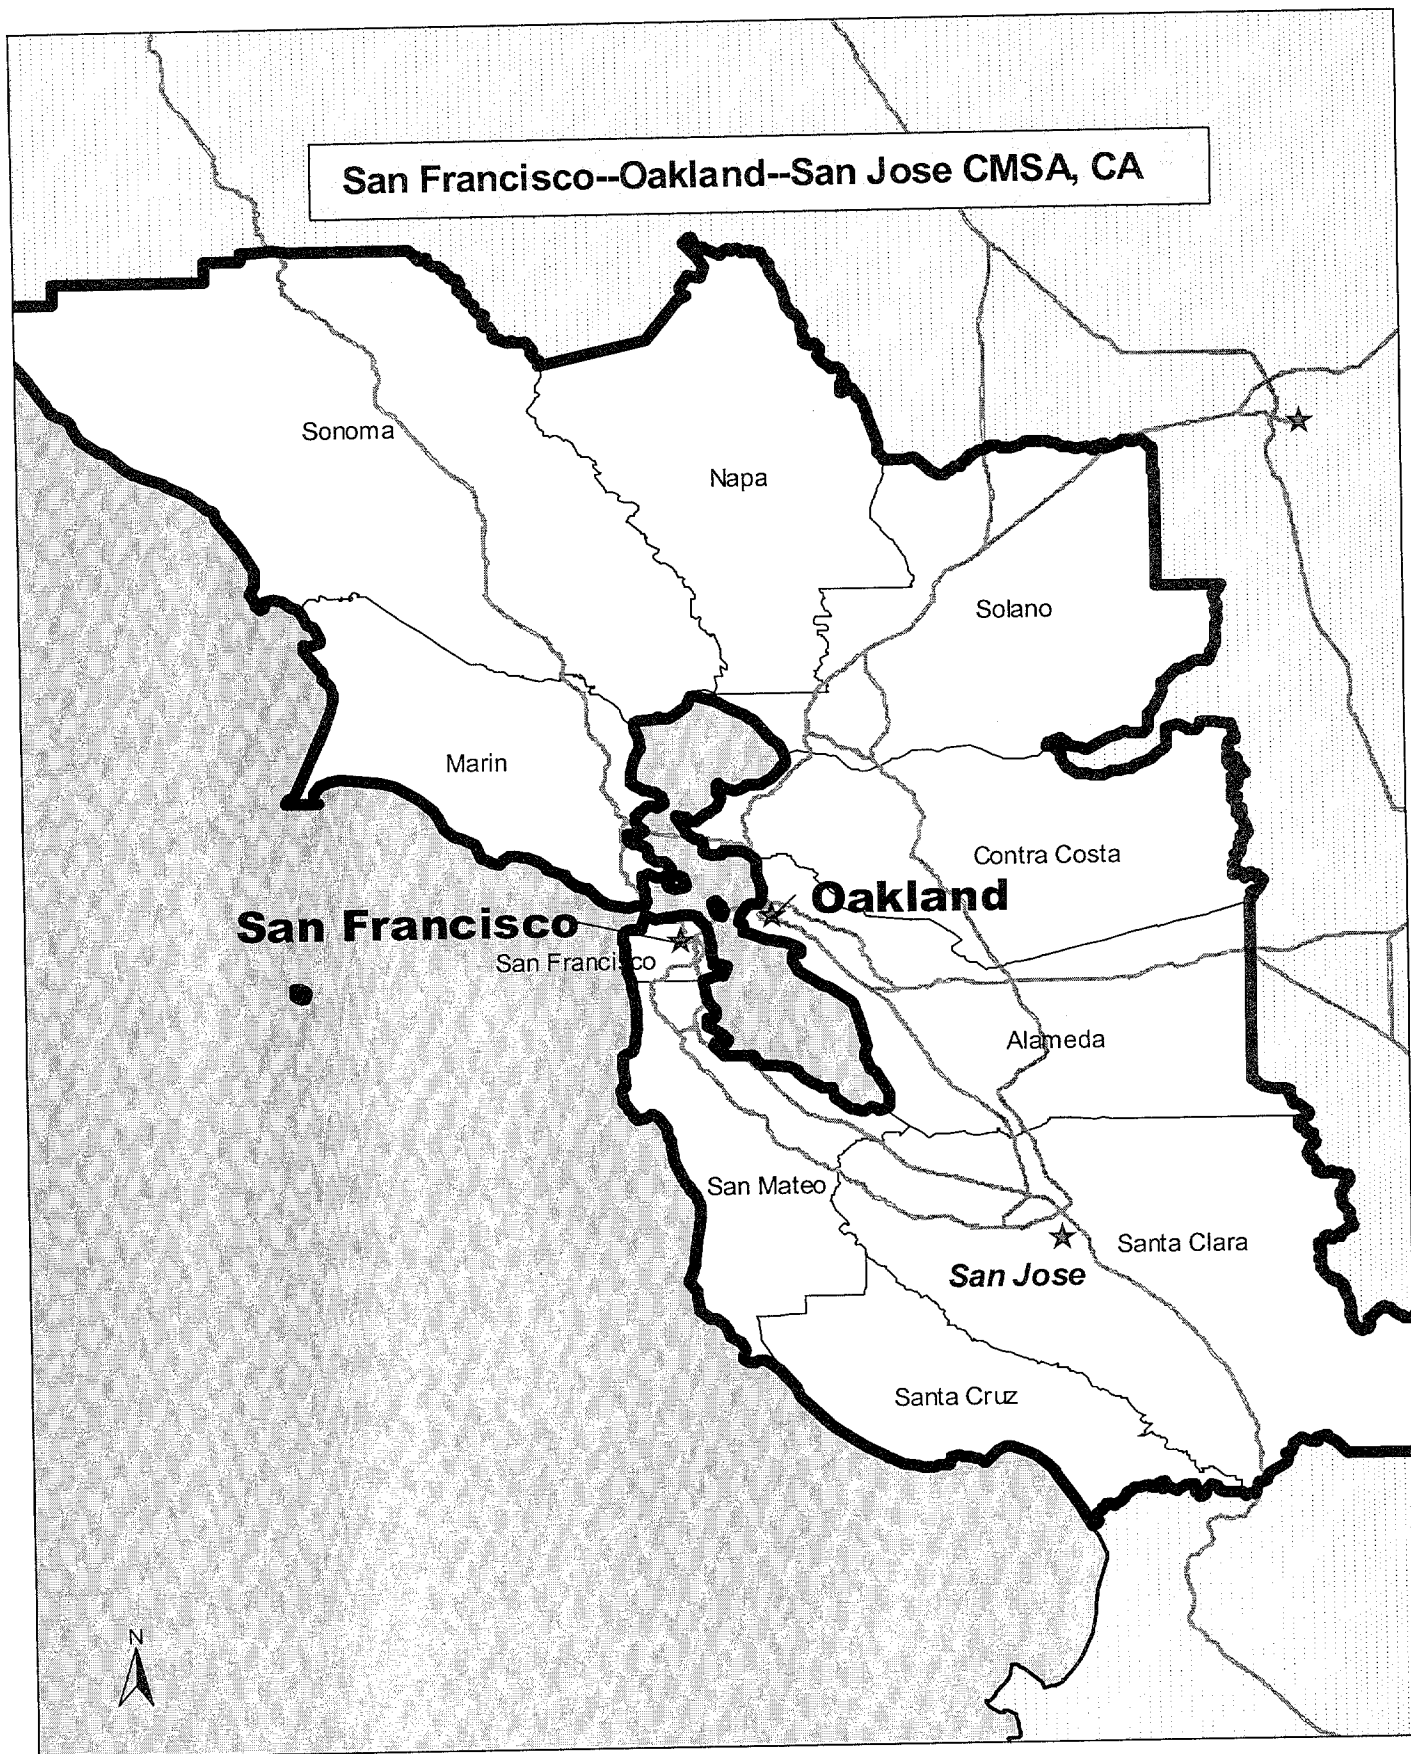 San Francisco--Oakland--San Jose CMSA, CA
Sonoma
Napa
Solano
Marin
Contra Costa
Oakland
San Francisco
San Francisco
Alameda
San Mateo
Santa Clara
San Jose
Santa Cruz
N